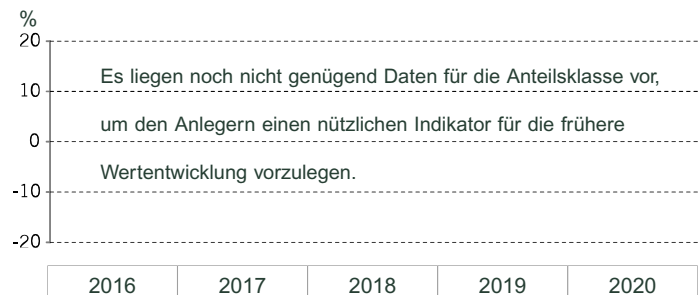 %
20
Es liegen noch nicht genügend Daten für die Anteilsklasse vor,
10
um den Anlegern einen nützlichen Indikator für die frühere
0
Wertentwicklung vorzulegen.
-10
-20
2016 2017 2018 2019 2020